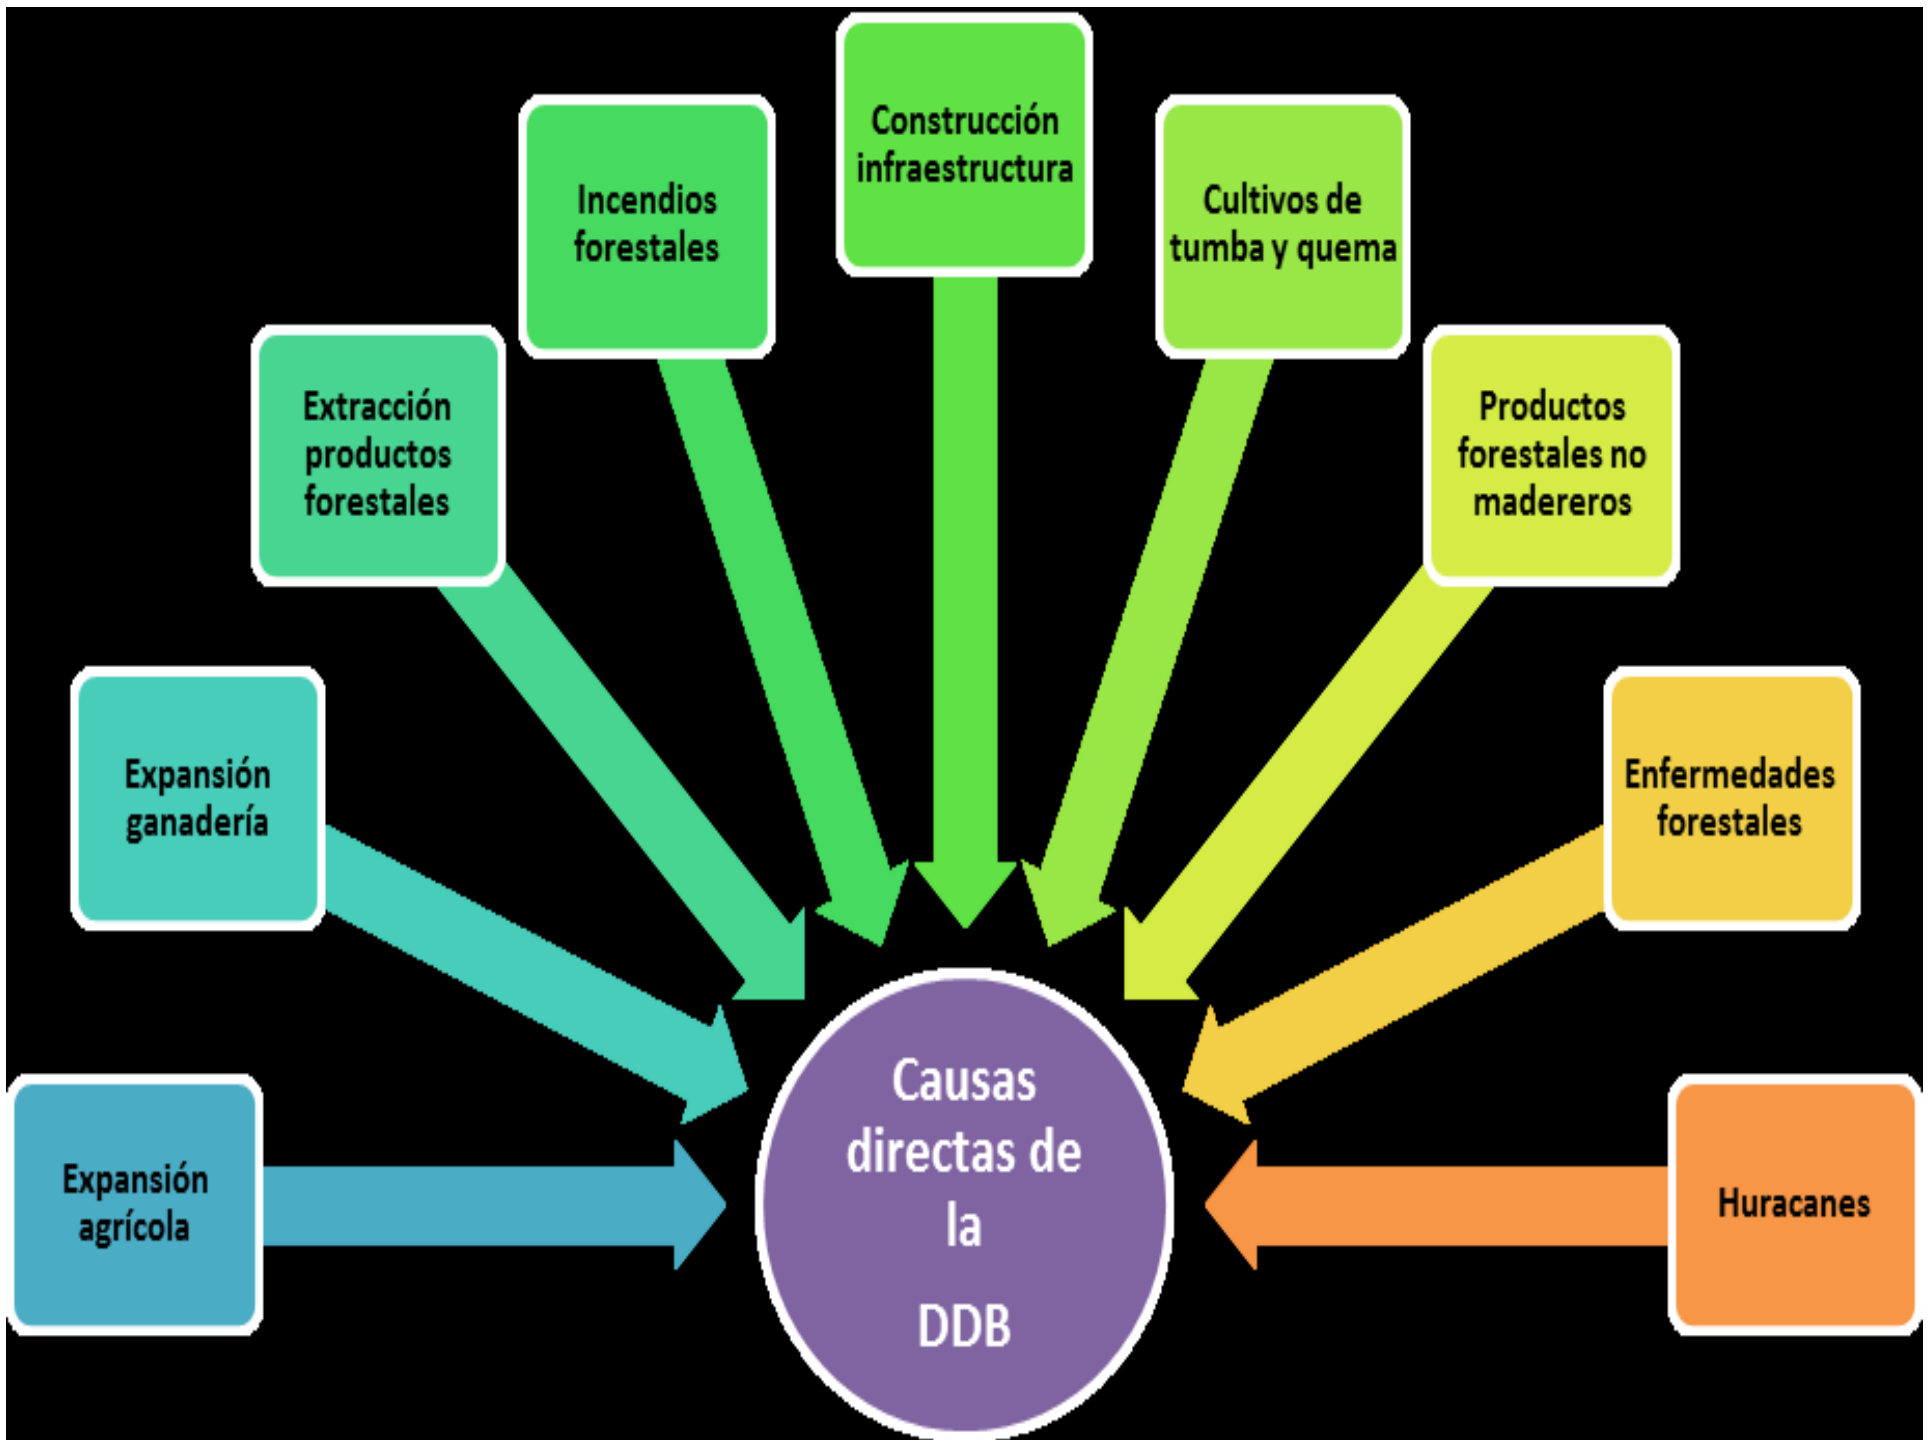 Construcción
infraestructura
Incendios
forestales
Cultivos de
tumba y quema
Extracción
productos
forestales
Productos
forestales no
madereros
Expansión
ganadería
Enfermedades
forestales
Expansión
agrícola
Huracanes
Causas
directas de
la
DDB